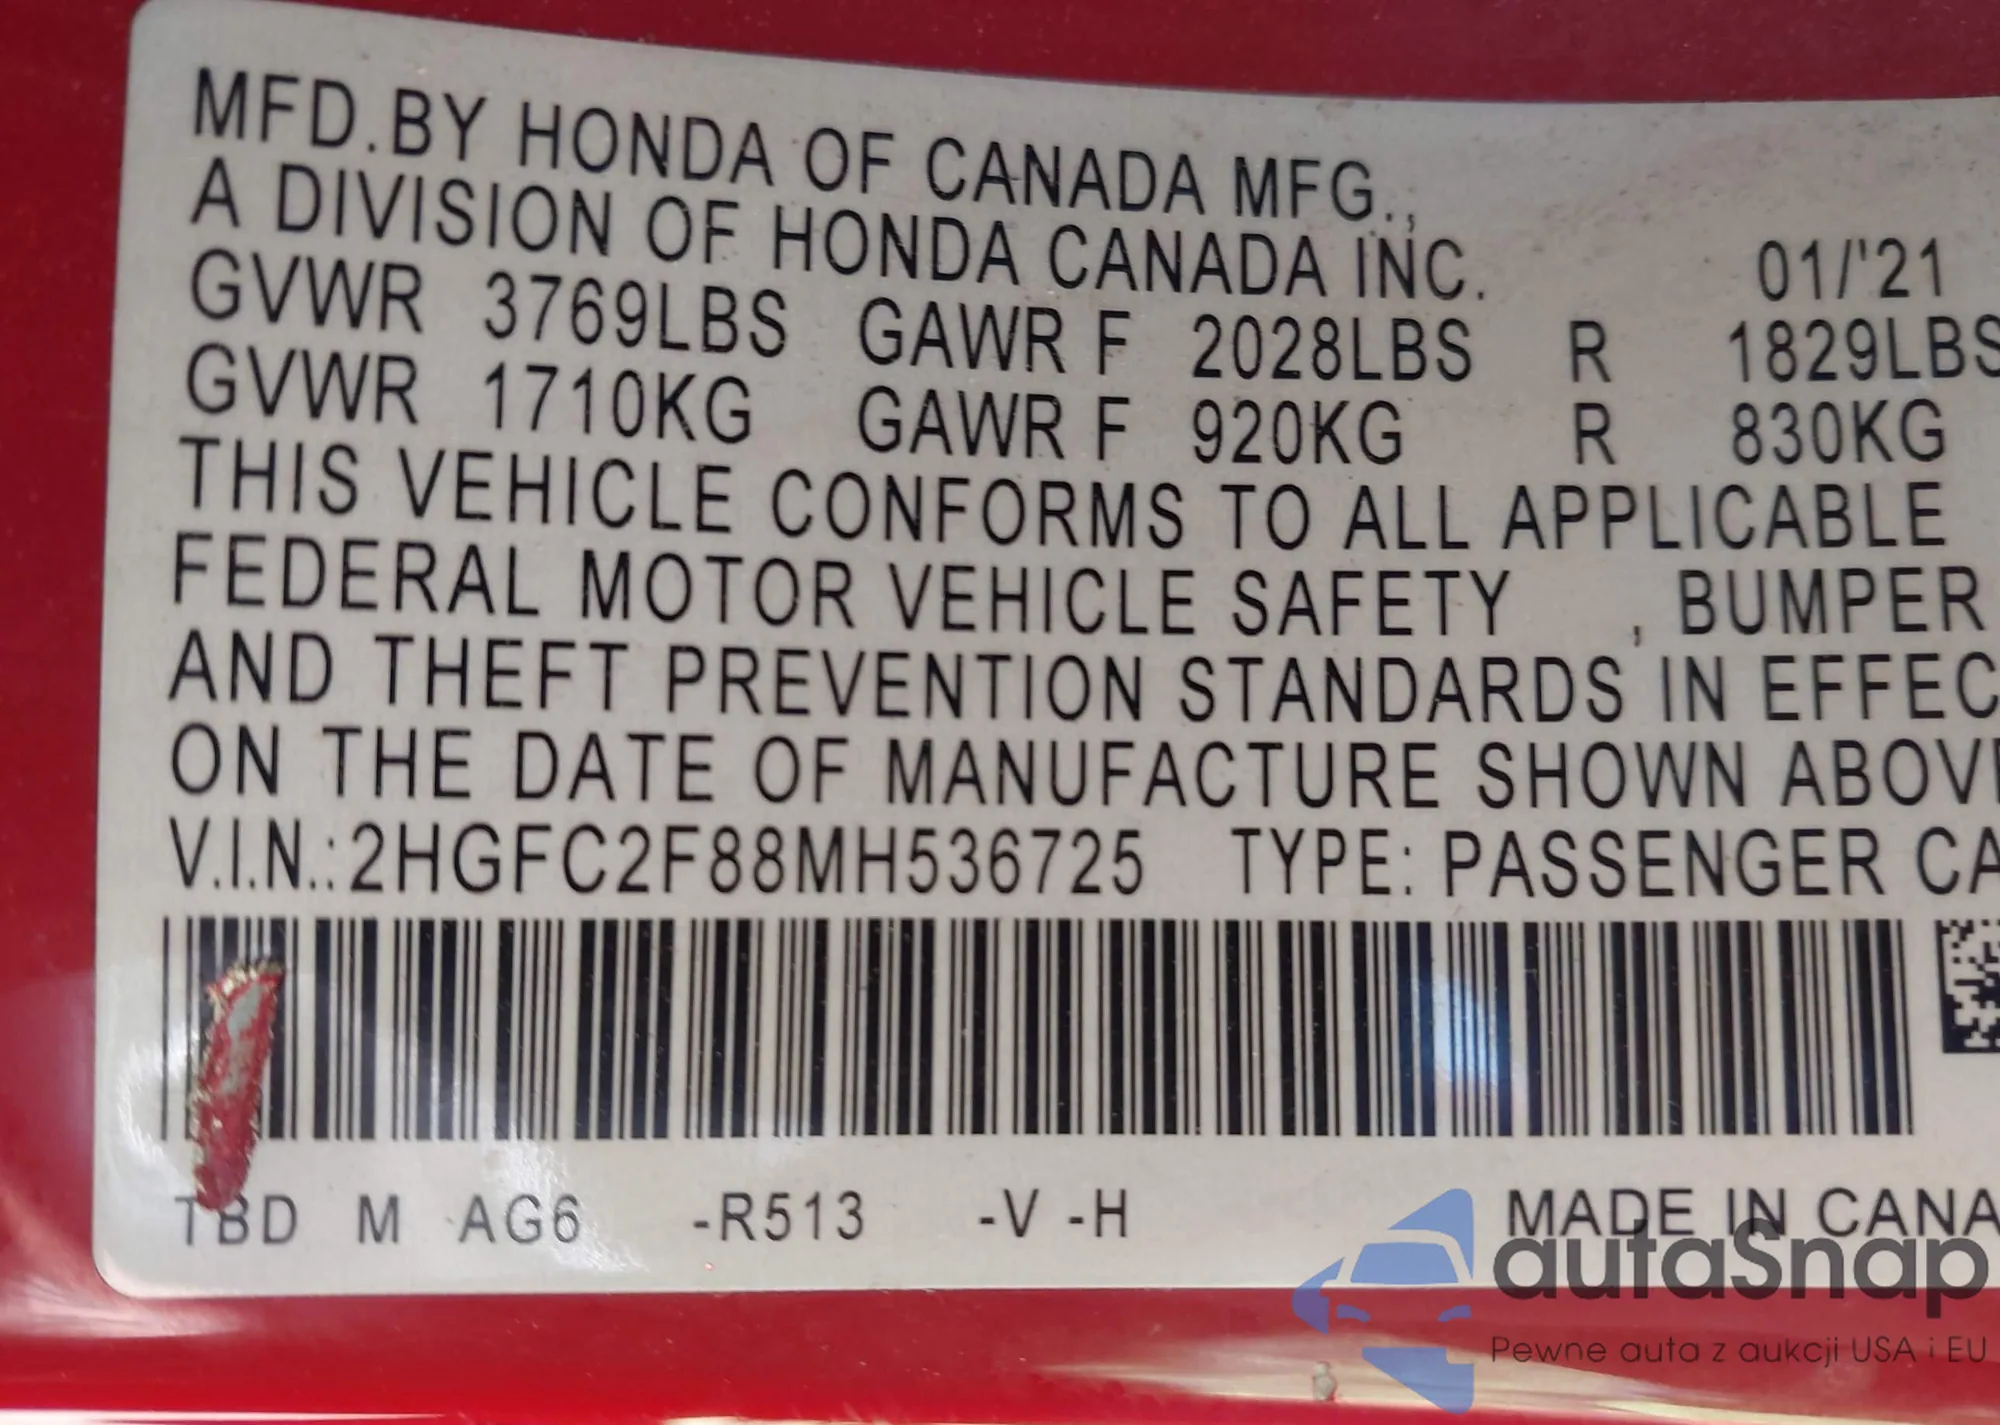 MFD.BY HONDA OF CANADA MFG.,
A DIVISION OF HONDA CANADA INC. 01/'21
GVWR 3769LBS GAWR F 2028LBS R 1829LBS
GVWR 1710KG GAWR F 920KG R 830KG
THIS VEHICLE CONFORMS TO ALL APPLICABLE
FEDERAL MOTOR VEHICLE SAFETY , BUMPER
AND THEFT PREVENTION STANDARDS IN EFFEC
ON THE DATE OF MANUFACTURE SHOWN ABOV
V.I.N.:2HGFC2F88MH536725 TYPE: PASSENGER CA
TBD M AG6 -R513 -V -H MADE IN CANA
autaSnap
Pewne auta z aukcji USA i EU